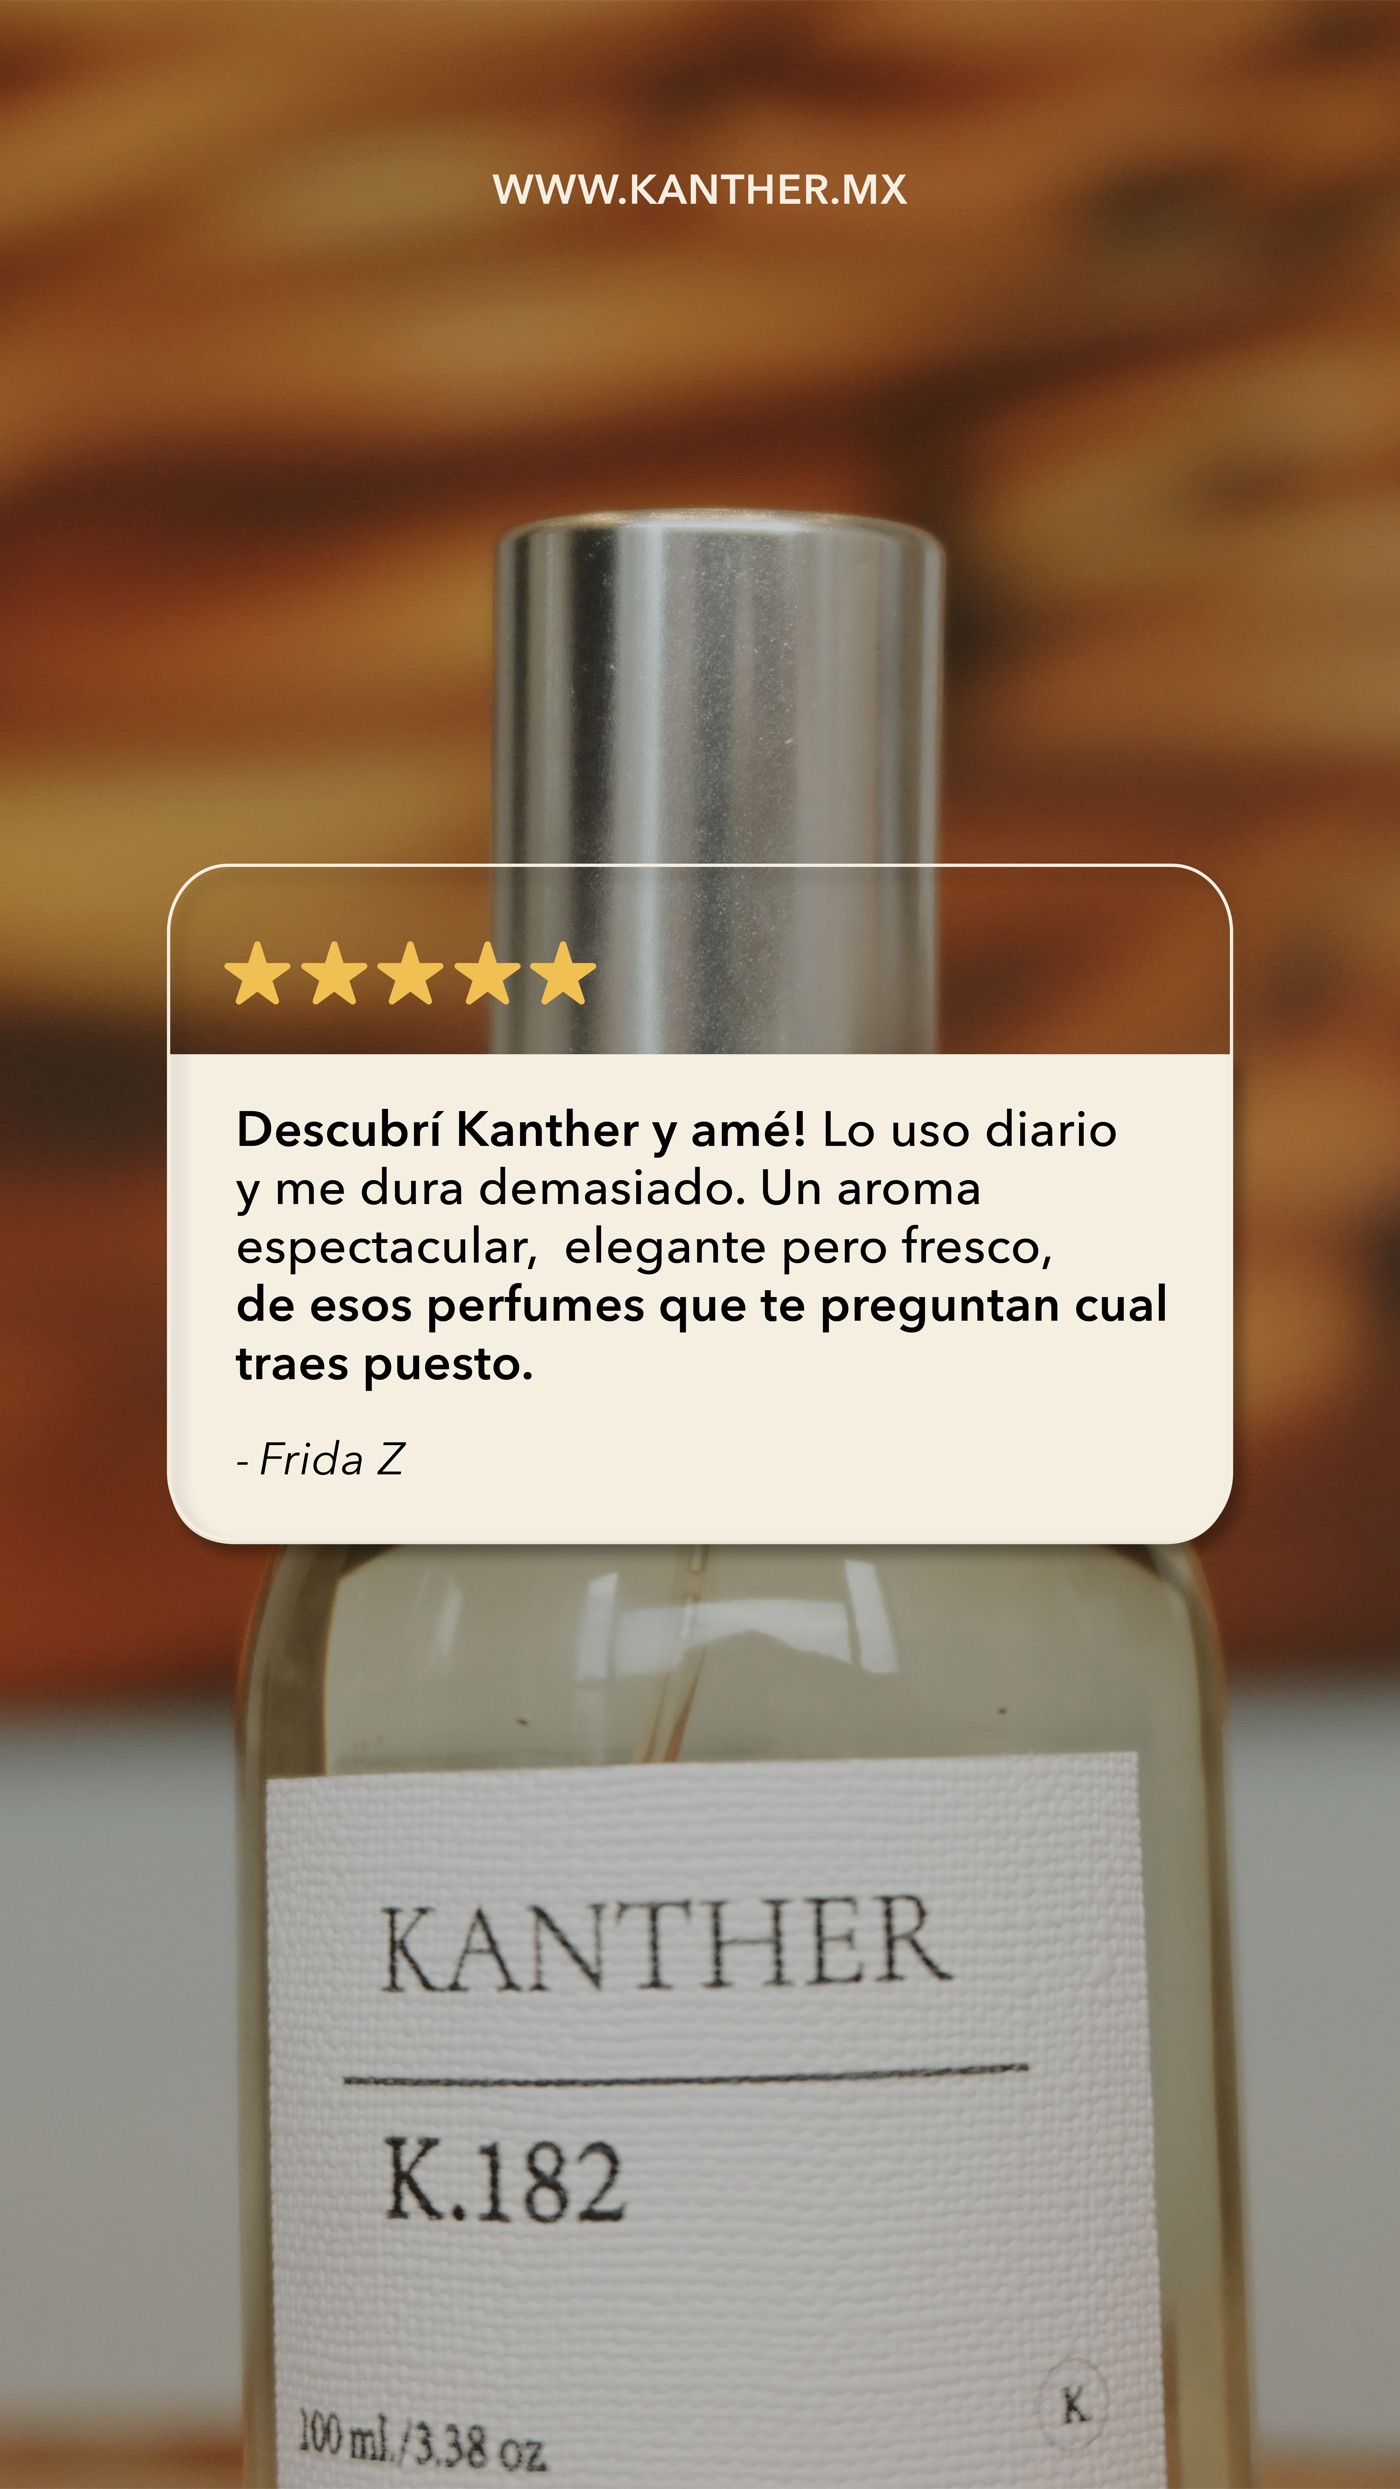 WWW.KANTHER.MX
Descubrí Kanther y amé! Lo uso diario
y me dura demasiado. Un aroma
espectacular,  elegante pero fresco,
de esos perfumes que te preguntan cual
traes puesto.
- Frida Z
KANTHER
K.182
100 ml./3.38 oz
K